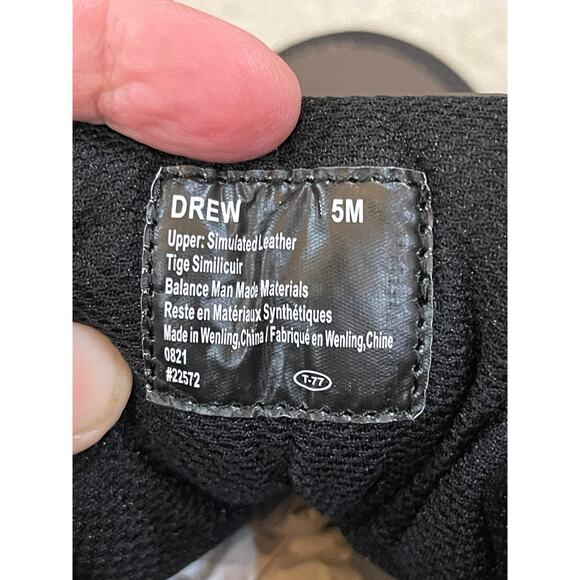 DREW 5M
Upper: Simulated Leather
Tige Similicuir
Balance Man Made Materials
Reste en Matériaux Synthétiques
Made in Wenling,China/ Fabriqué en Wenling,Chine
0821
#22572 T-77